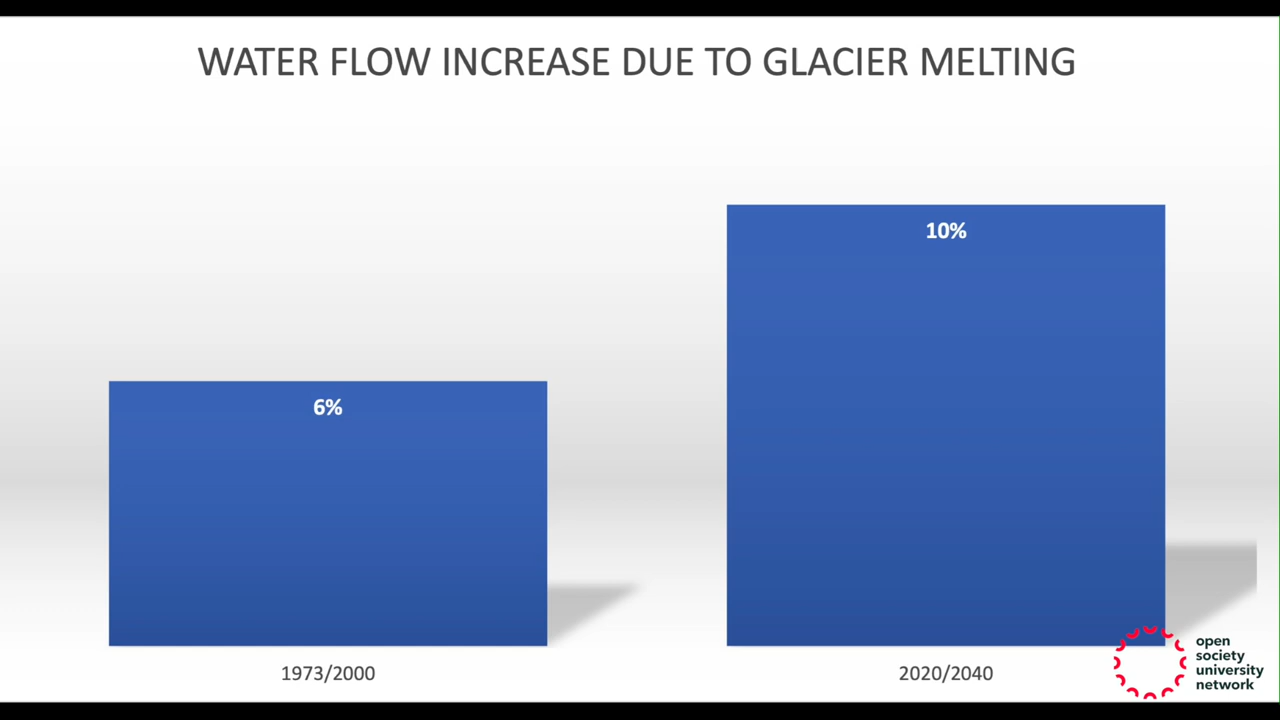 WATER FLOW INCREASE DUE TO GLACIER MELTING
6%
10%
1973/2000
2020/2040
open
society
university
network